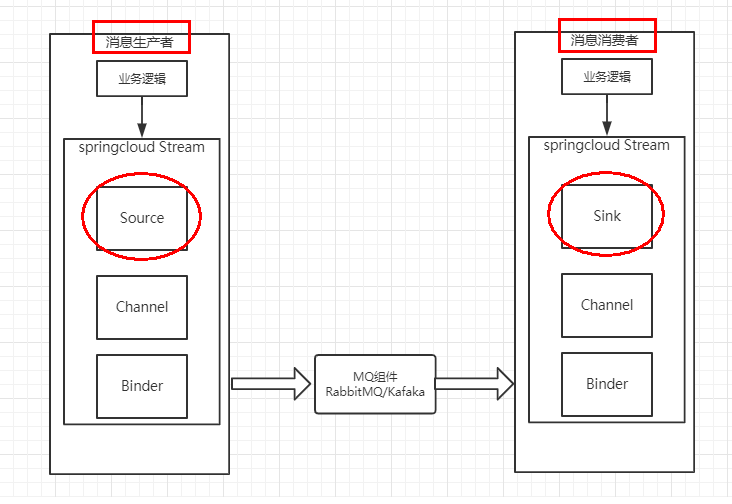 消息生产者
业务逻辑
springcloud Stream
Source
Channel
Binder
MQ组件
RabbitMQ/Kafaka
消息消费者
业务逻辑
springcloud Stream
Sink
Channel
Binder